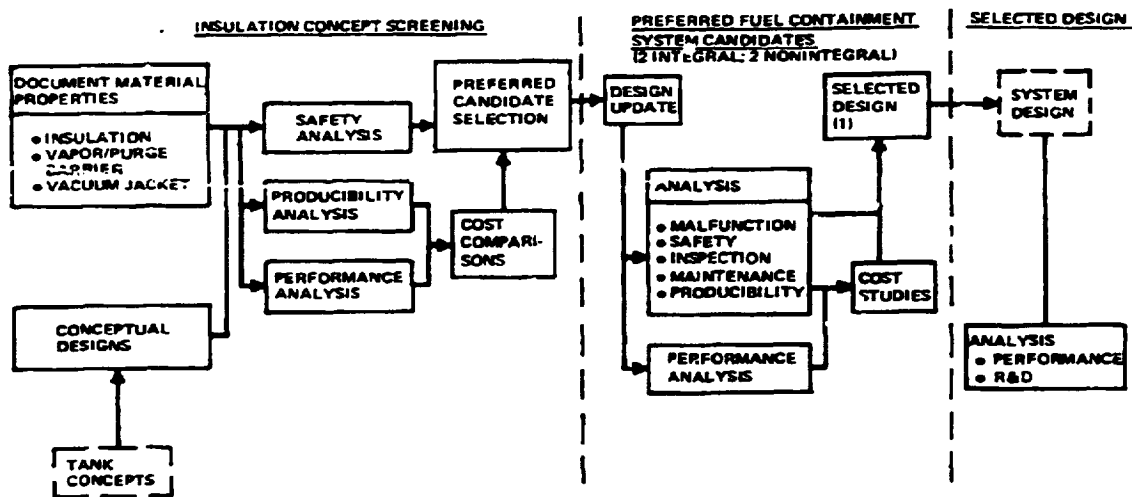 INSULATION CONCEPT SCREENING
DOCUMENT MATERIAL
PROPERTIES
● INSULATION
● VAPOR/PURGE
BARRIER
● VACUUM JACKET
CONCEPTUAL
DESIGNS
TANK
CONCEPTS
SAFETY
ANALYSIS
PRODUCIBILITY
ANALYSIS
PERFORMANCE
ANALYSIS
PREFERRED
CANDIDATE
SELECTION
COST
COMPARI-
SONS
PREFERRED FUEL CONTAINMENT
SYSTEM CANDIDATES
(2 INTEGRAL; 2 NONINTEGRAL)
DESIGN
UPDATE
ANALYSIS
● MALFUNCTION
● SAFETY
● INSPECTION
● MAINTENANCE
● PRODUCIBILITY
PERFORMANCE
ANALYSIS
SELECTED
DESIGN
(1)
COST
STUDIES
SELECTED DESIGN
SYSTEM
DESIGN
ANALYSIS
● PERFORMANCE
● R&D